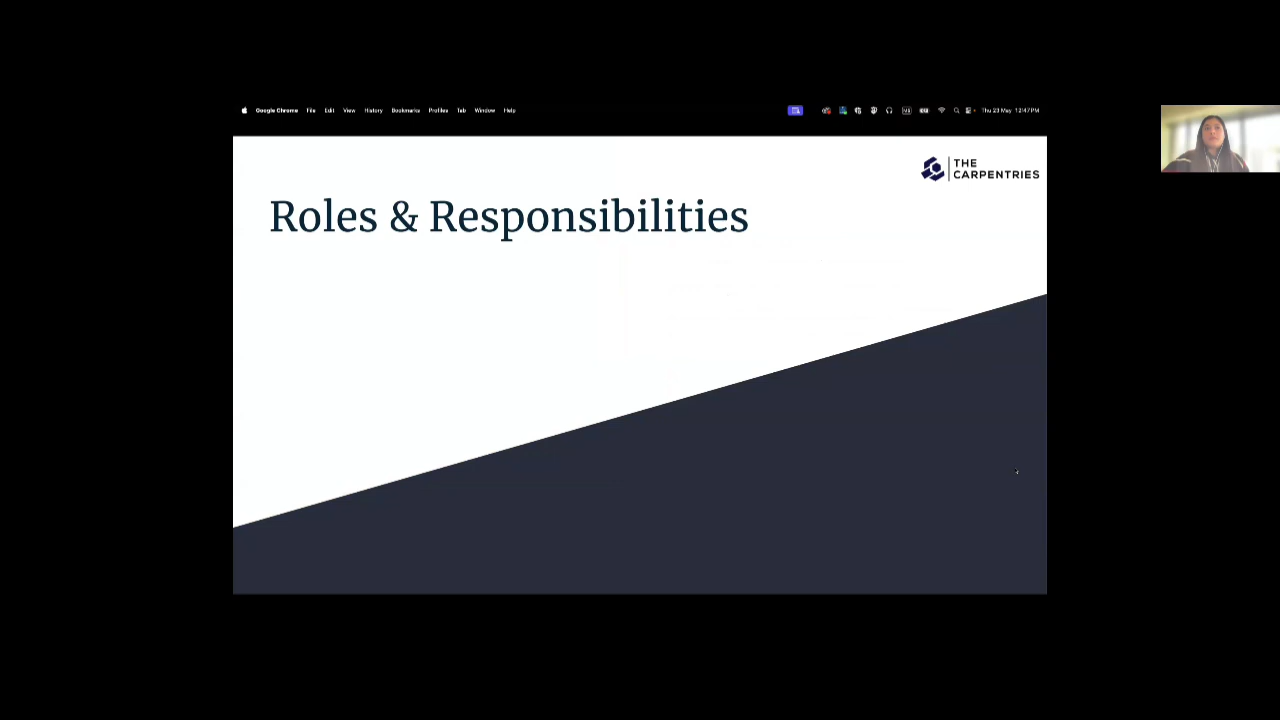 Google Chrome File Edit View History Bookmarks Profiles Tab Window Help
Thu 23 May 12:47 PM
THE
CARPENTRIES
Roles & Responsibilities